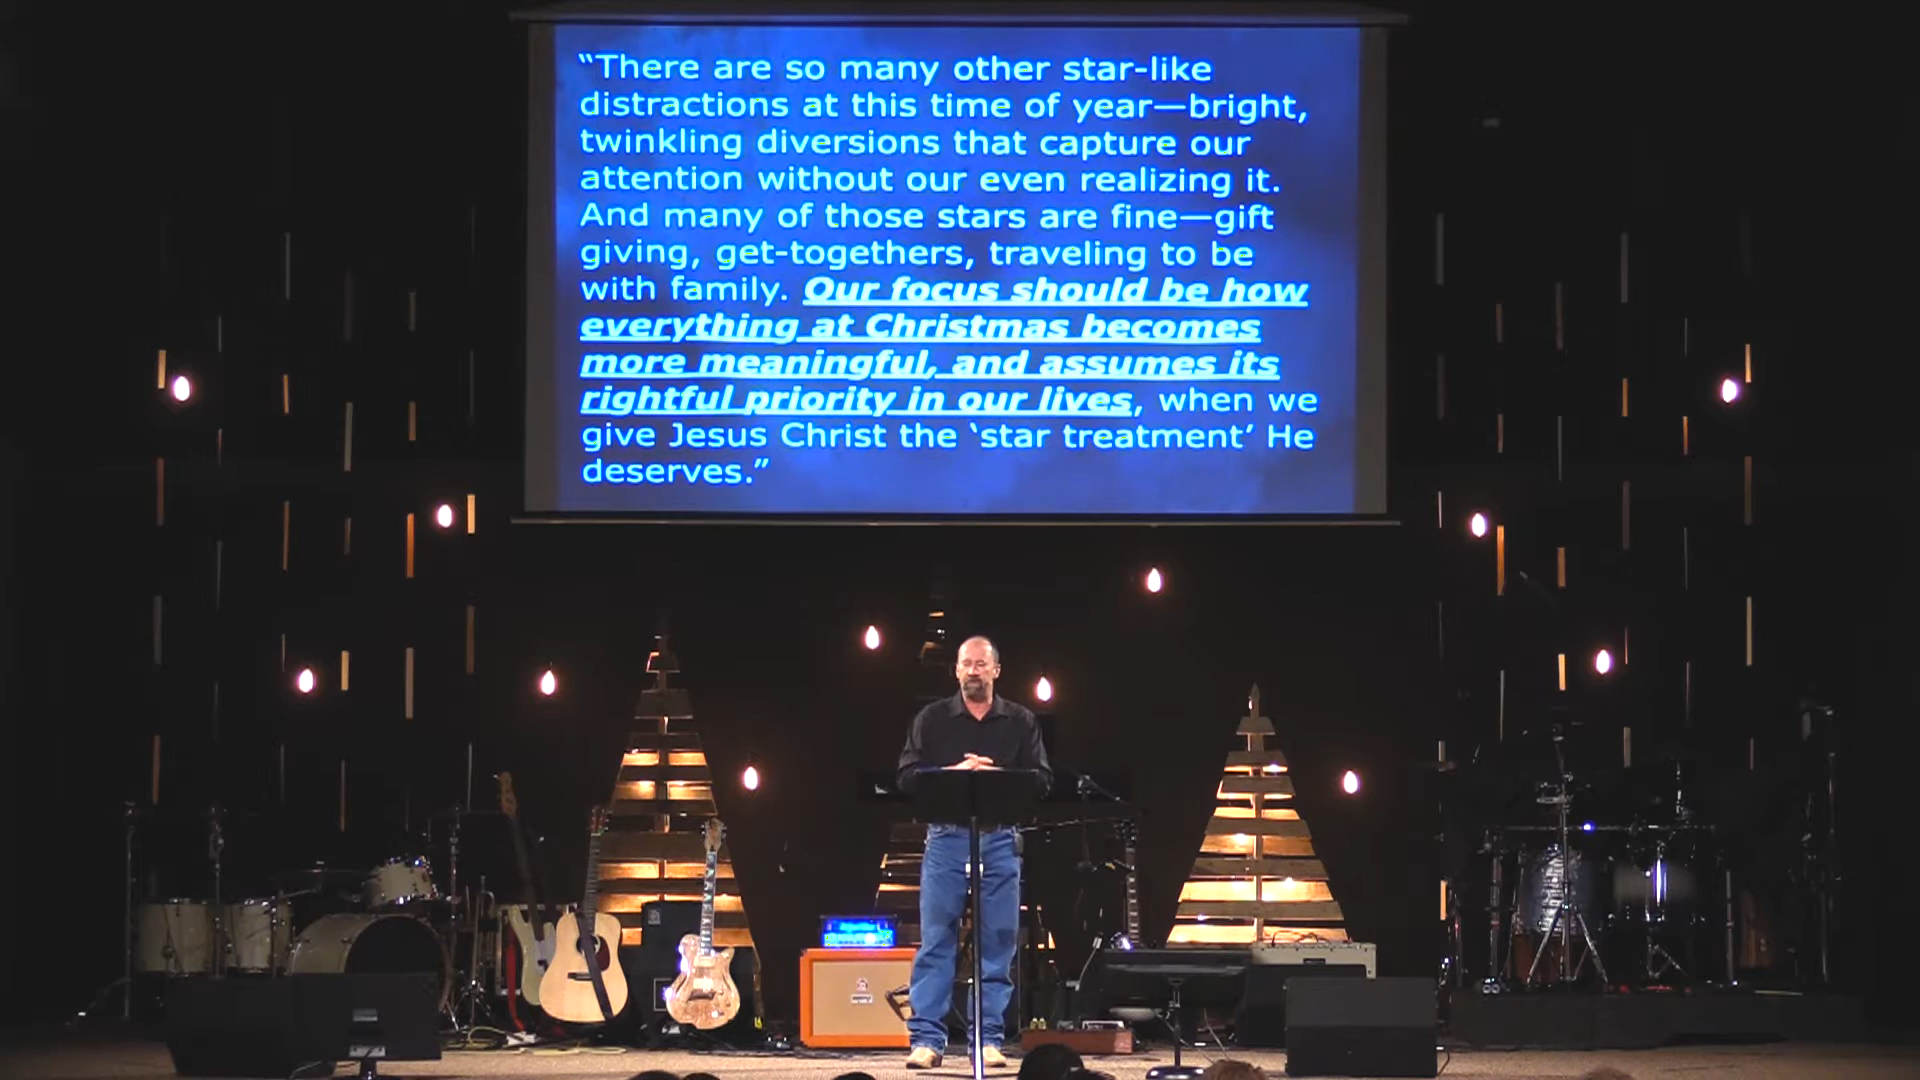 “There are so many other star-like
distractions at this time of year—bright,
twinkling diversions that capture our
attention without our even realizing it.
And many of those stars are fine—gift
giving, get-togethers, traveling to be
with family. Our focus should be how
everything at Christmas becomes
more meaningful, and assumes its
rightful priority in our lives, when we
give Jesus Christ the ‘star treatment’ He
deserves.”